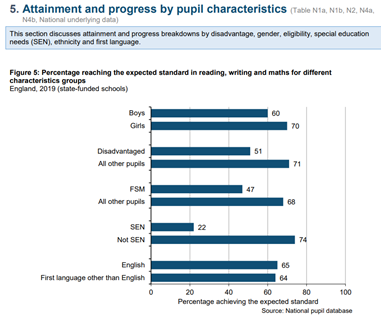 5. Attainment and progress by pupil characteristics (Table N1a, N1b, N2, N4a,
N4b, National underlying data)
This section discusses attainment and progress breakdowns by disadvantage, gender, eligibility, special education
needs (SEN), ethnicity and first language.
Figure 5: Percentage reaching the expected standard in reading, writing and maths for different
characteristics groups
England, 2019 (state-funded schools)
Boys 60
Girls 70
Disadvantaged 51
All other pupils 71
FSM 47
All other pupils 68
SEN 22
Not SEN 74
English 65
First language other than English 64
0 20 40 60 80 100
Percentage achieving the expected standard
Source: National pupil database